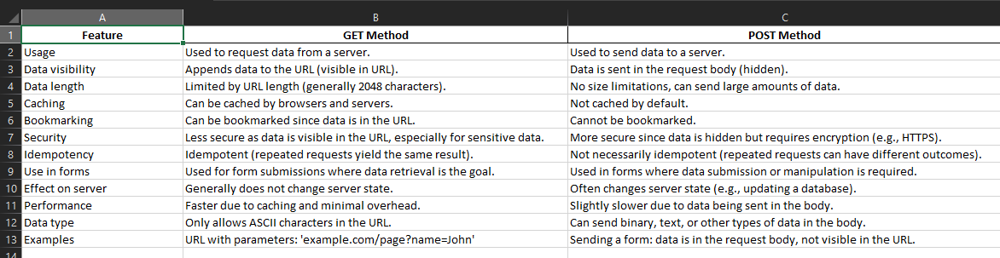 A B C
1 Feature GET Method POST Method
2 Usage Used to request data from a server. Used to send data to a server.
3 Data visibility Appends data to the URL (visible in URL). Data is sent in the request body (hidden).
4 Data length Limited by URL length (generally 2048 characters). No size limitations, can send large amounts of data.
5 Caching Can be cached by browsers and servers. Not cached by default.
6 Bookmarking Can be bookmarked since data is in the URL. Cannot be bookmarked.
7 Security Less secure as data is visible in the URL, especially for sensitive data. More secure since data is hidden but requires encryption (e.g., HTTPS).
8 Idempotency Idempotent (repeated requests yield the same result). Not necessarily idempotent (repeated requests can have different outcomes).
9 Use in forms Used for form submissions where data retrieval is the goal. Used in forms where data submission or manipulation is required.
10 Effect on server Generally does not change server state. Often changes server state (e.g., updating a database).
11 Performance Faster due to caching and minimal overhead. Slightly slower due to data being sent in the body.
12 Data type Only allows ASCII characters in the URL. Can send binary, text, or other types of data in the body.
13 Examples URL with parameters: 'example.com/page?name=John' Sending a form: data is in the request body, not visible in the URL.
14